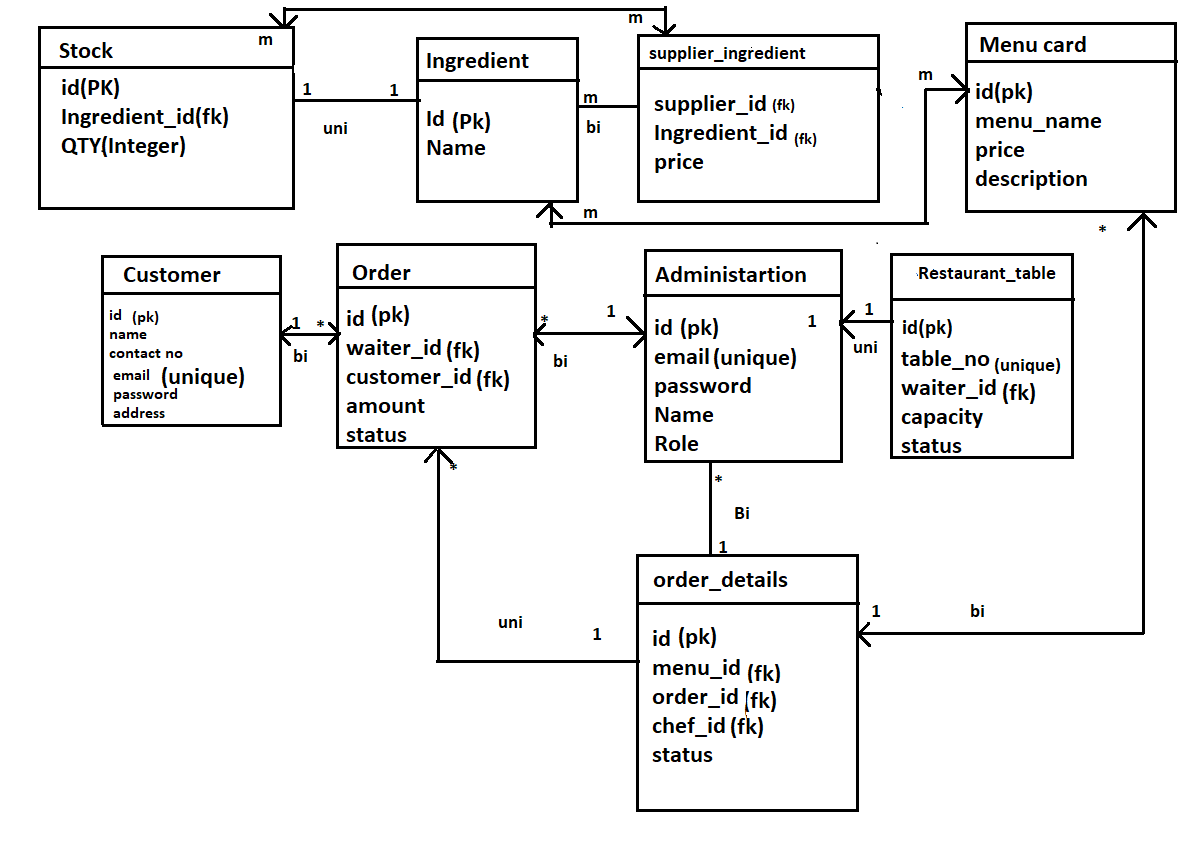 m
m
Stock
id(PK)
Ingredient_id(fk)
QTY(Integer)
1
1
uni
Ingredient
Id (Pk)
Name
m
bi
supplier_ingredient
supplier_id (fk)
Ingredient_id (fk)
price
m
m
Menu card
id(pk)
menu_name
price
description
*
Customer
id (pk)
name
contact no
email (unique)
password
address
1
*
bi
Order
id (pk)
waiter_id (fk)
customer_id (fk)
amount
status
*
1
bi
Administartion
id (pk)
email (unique)
password
Name
Role
1
1
uni
Restaurant_table
id(pk)
table_no (unique)
waiter_id (fk)
capacity
status
*
*
Bi
1
uni
1
order_details
id (pk)
menu_id (fk)
order_id (fk)
chef_id (fk)
status
1
bi